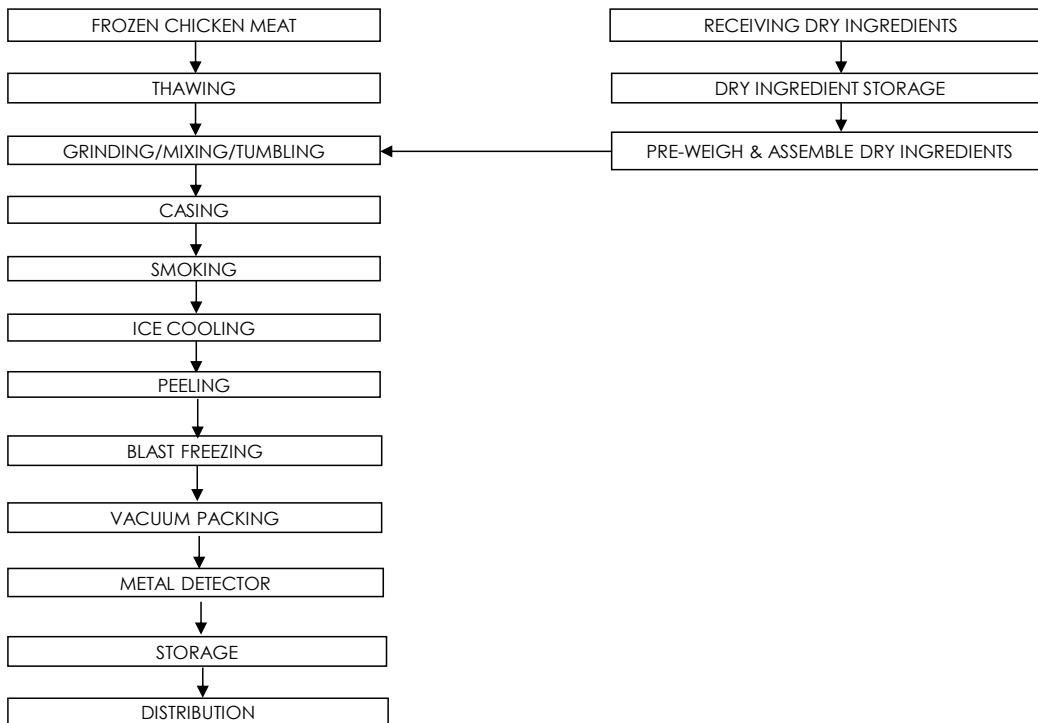 FROZEN CHICKEN MEAT
THAWING
GRINDING/MIXING/TUMBLING
CASING
SMOKING
ICE COOLING
PEELING
BLAST FREEZING
VACUUM PACKING
METAL DETECTOR
STORAGE
DISTRIBUTION
RECEIVING DRY INGREDIENTS
DRY INGREDIENT STORAGE
PRE-WEIGH & ASSEMBLE DRY INGREDIENTS